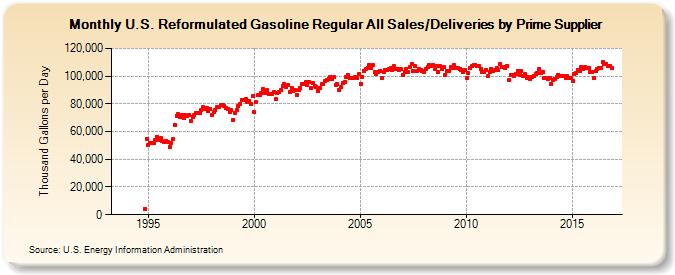 Monthly U.S. Reformulated Gasoline Regular All Sales/Deliveries by Prime Supplier
Thousand Gallons per Day
120,000
100,000
80,000
60,000
40,000
20,000
0
1995 2000 2005 2010 2015
Source: U.S. Energy Information Administration